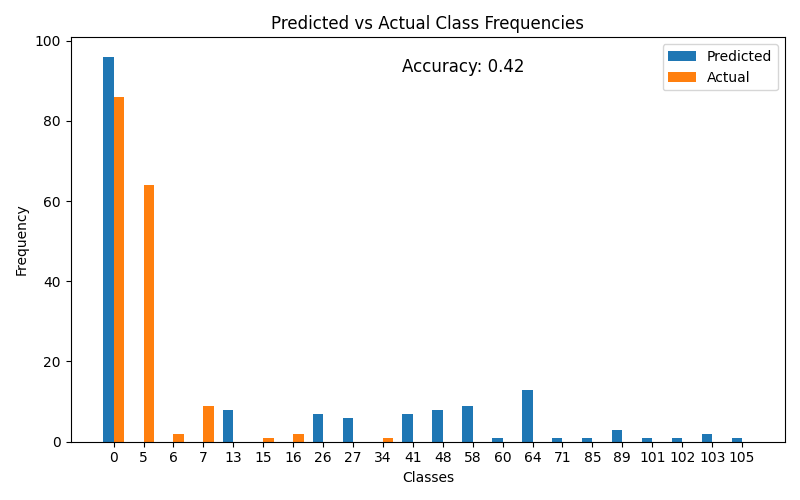 Predicted vs Actual Class Frequencies
Accuracy: 0.42
Predicted
Actual
Frequency
100
80
60
40
20
0
0 5 6 7 13 15 16 26 27 34 41 48 58 60 64 71 85 89 101 102 103 105
Classes